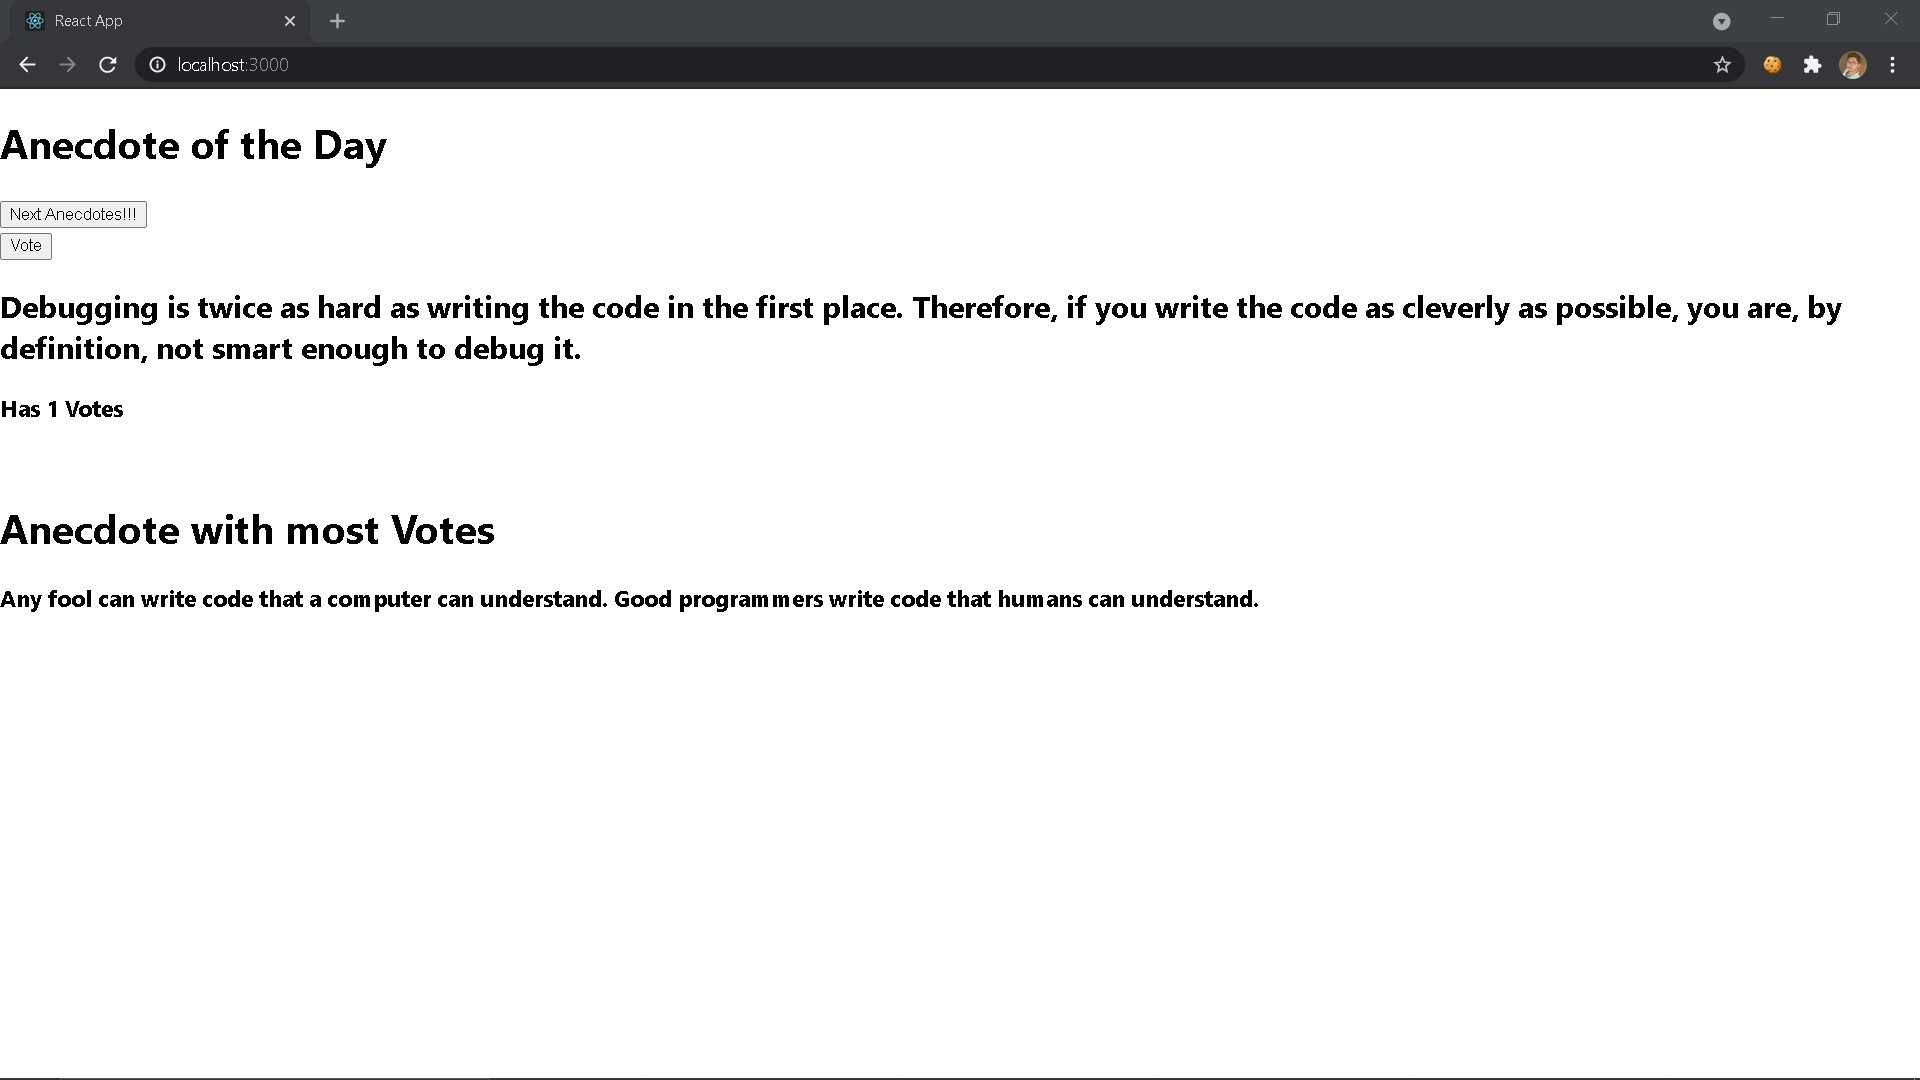 React App
localhost:3000
Anecdote of the Day
Next Anecdotes!!!
Vote
Debugging is twice as hard as writing the code in the first place. Therefore, if you write the code as cleverly as possible, you are, by
definition, not smart enough to debug it.
Has 1 Votes
Anecdote with most Votes
Any fool can write code that a computer can understand. Good programmers write code that humans can understand.